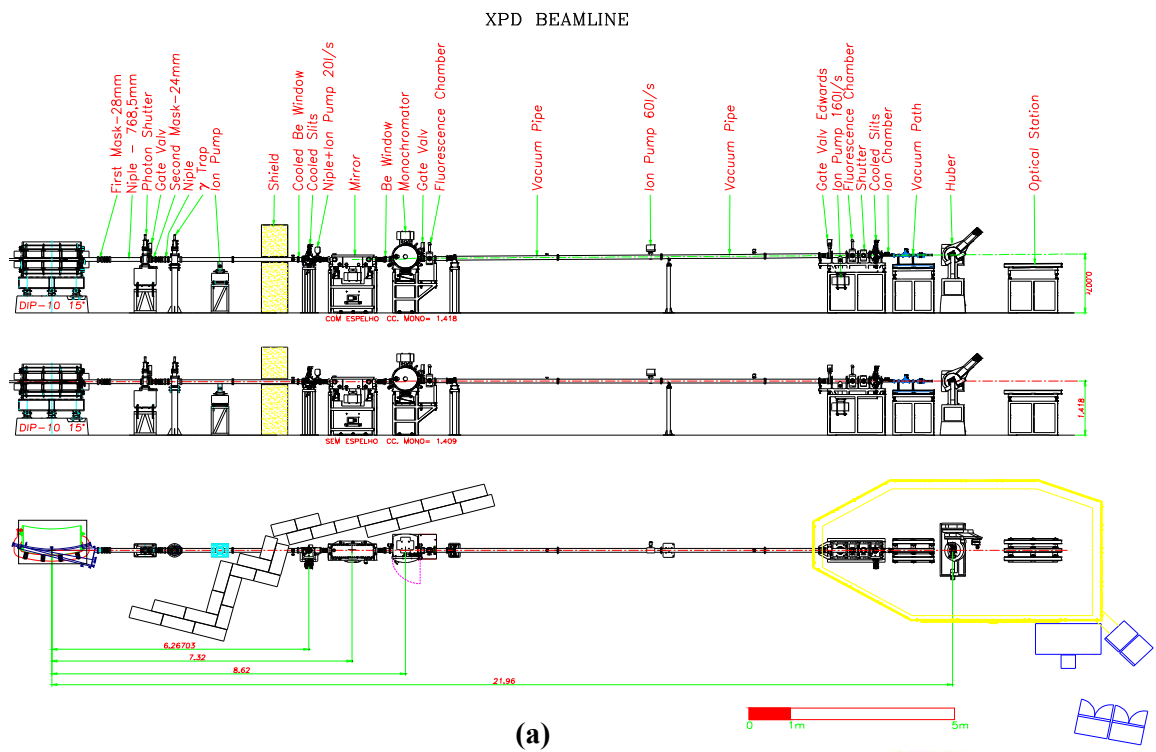 XPD BEAMLINE
First Mask-28mm
Niple - 768,5mm
Photon Shutter
Gate Valv
Second Mask-24mm
Niple
γ Trap
Ion Pump
Shield
Cooled Be Window
Cooled Slits
Niple+Ion Pump 20l/s
Mirror
Be Window
Monochromator
Gate Valv
Fluorescence Chamber
Vacuum Pipe
Ion Pump 60l/s
Vacuum Pipe
Gate Valv Edwards
Ion Pump 160l/s
Fluorescence Chamber
Shutter
Cooled Slits
Ion Chamber
Vacuum Path
Huber
Optical Station
DIP-10 15°
COM ESPELHO CC. MONO= 1.418
DIP-10 15°
SEM ESPELHO CC. MONO= 1.409
1,418
6,26703
7.32
8,62
21,96
0 1m 5m
(a)